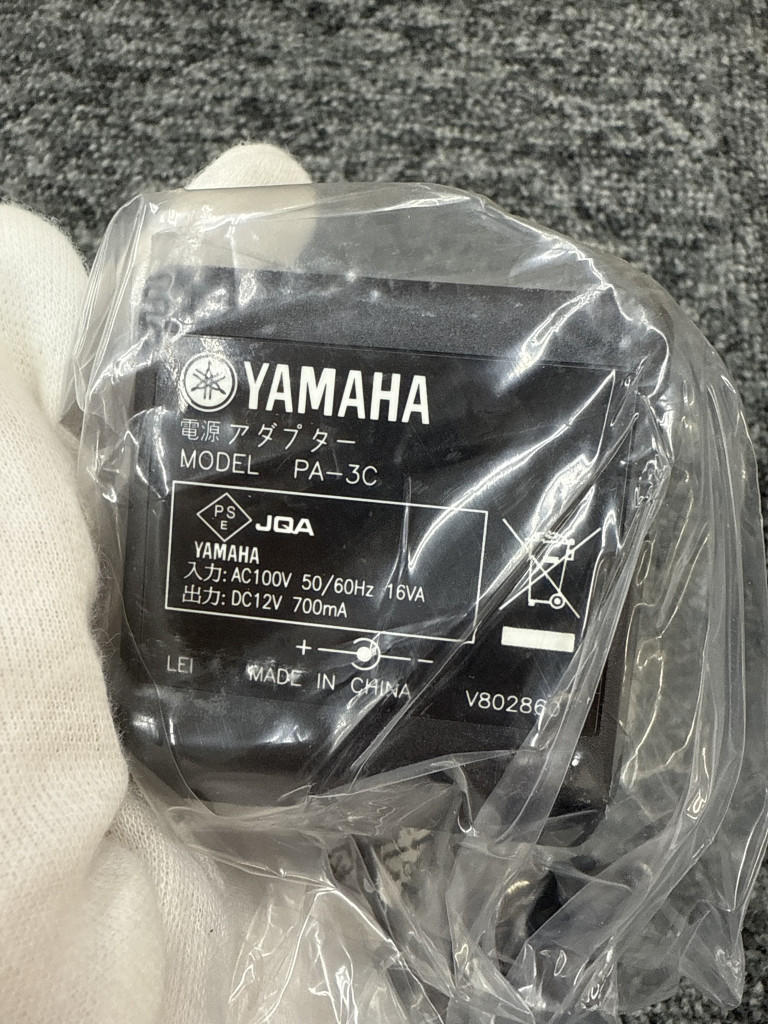 YAMAHA
電源アダプター
MODEL PA-3C
PS
E
JQA
YAMAHA
入力: AC100V 50/60Hz 16VA
出力: DC12V 700mA
+ −
LEI MADE IN CHINA